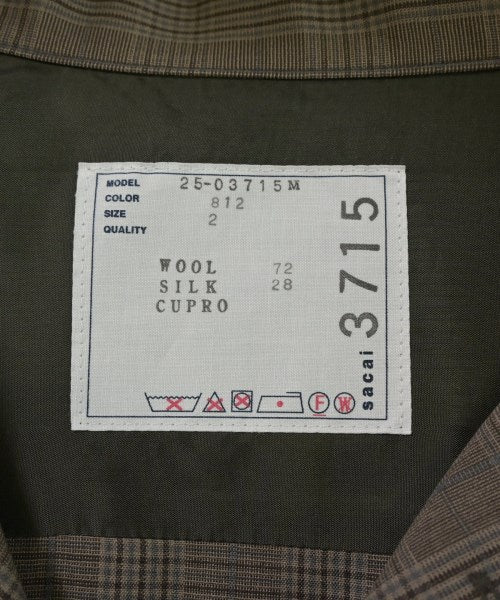 MODEL 25-03715M
COLOR 812
SIZE 2
QUALITY
WOOL 72
SILK 28
CUPRO
F W
sacai 3715